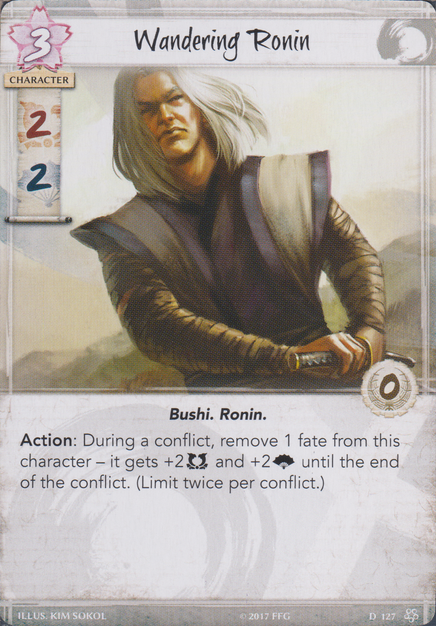 3
Wandering Ronin
CHARACTER
2
2
0
Bushi. Ronin.
Action: During a conflict, remove 1 fate from this
character – it gets +2 and +2 until the end
of the conflict. (Limit twice per conflict.)
ILLUS. KIM SOKOL © 2017 FFG D 127